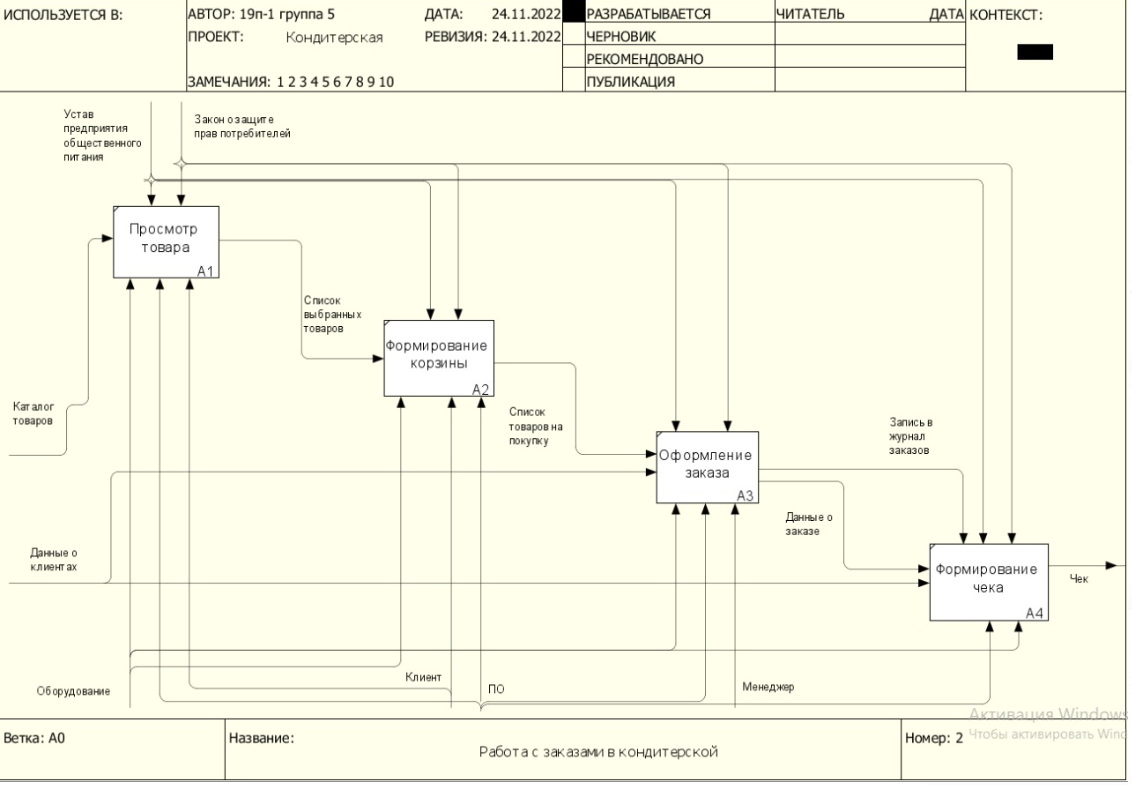 ИСПОЛЬЗУЕТСЯ В:
АВТОР: 19п-1 группа 5
ДАТА: 24.11.2022
РАЗРАБАТЫВАЕТСЯ
ЧИТАТЕЛЬ
ДАТА
КОНТЕКСТ:
ПРОЕКТ: Кондитерская
РЕВИЗИЯ: 24.11.2022
ЧЕРНОВИК
РЕКОМЕНДОВАНО
ЗАМЕЧАНИЯ: 1 2 3 4 5 6 7 8 9 10
ПУБЛИКАЦИЯ
Устав
предприятия
общественного
питания
Закон о защите
прав потребителей
Просмотр
товара
A1
Список
выбранных
товаров
Формирование
корзины
A2
Каталог
товаров
Список
товаров на
покупку
Оформление
заказа
A3
Запись в
журнал
заказов
Данные о
заказе
Данные о
клиентах
Формирование
чека
A4
Чек
Оборудование
Клиент
ПО
Менеджер
Активация Windows
Чтобы активировать Wind
Ветка: A0
Название:
Работа с заказами в кондитерской
Номер: 2